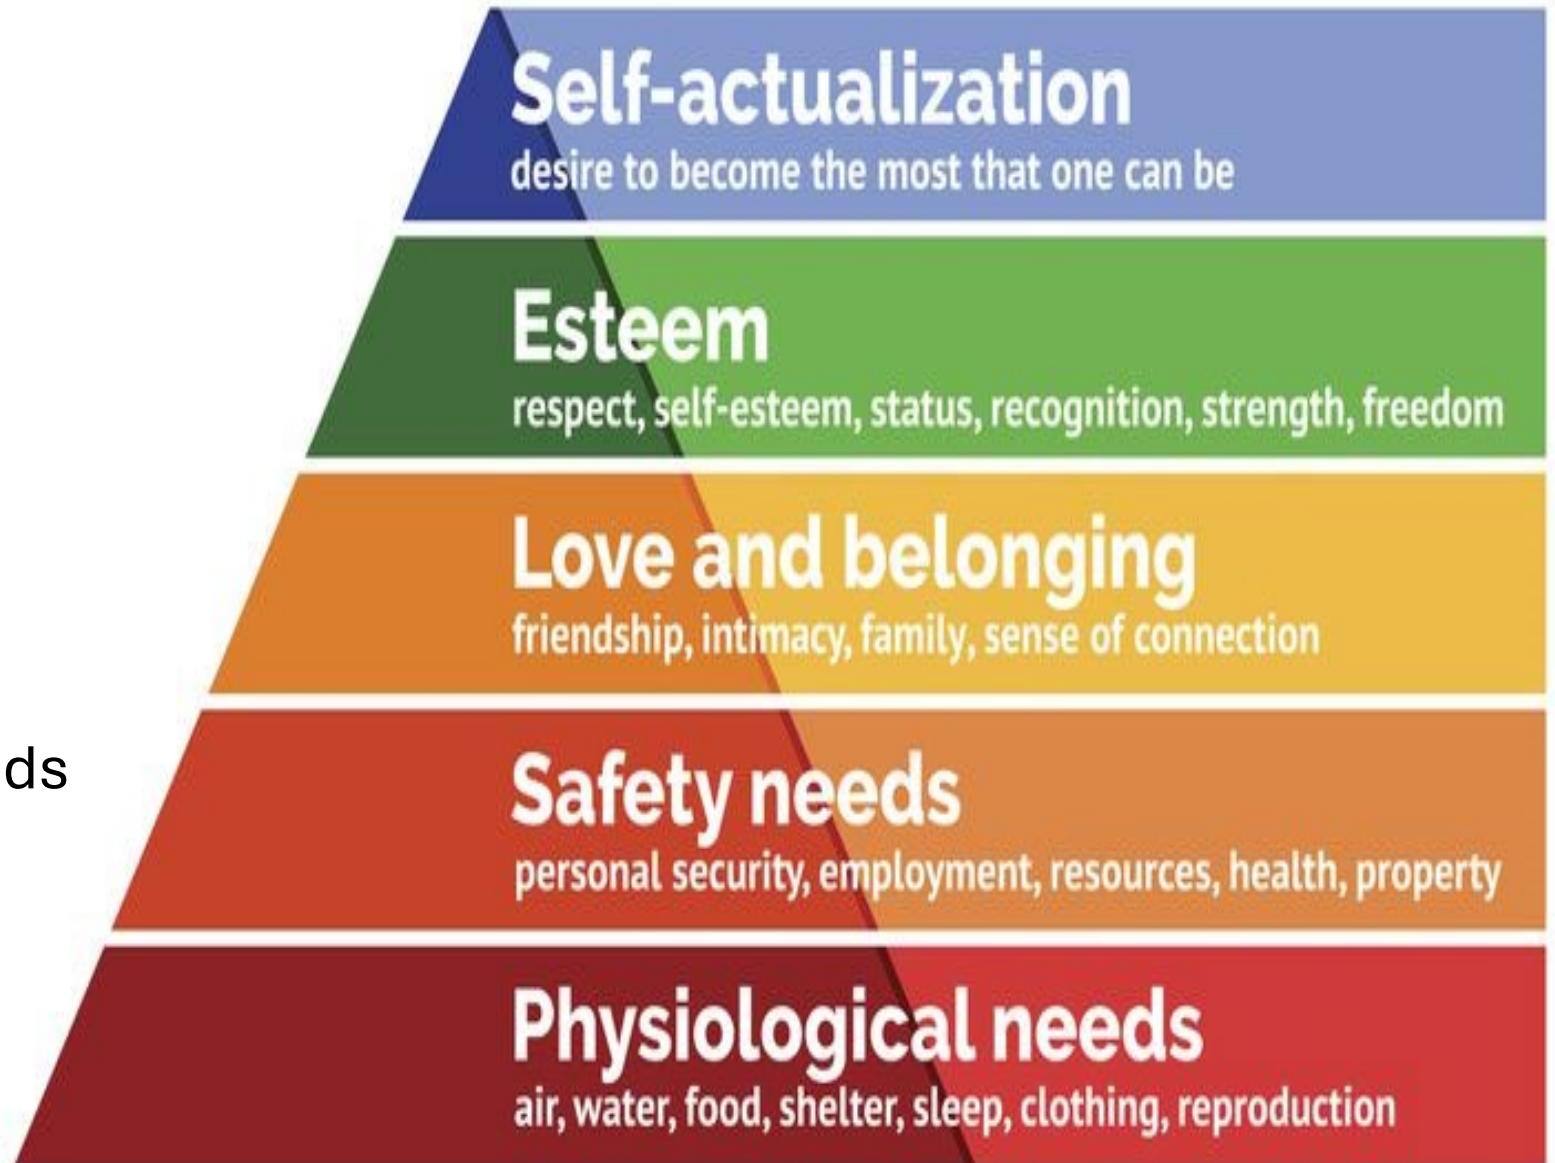 Self-actualization
desire to become the most that one can be
Esteem
respect, self-esteem, status, recognition, strength, freedom
Love and belonging
friendship, intimacy, family, sense of connection
ds
Safety needs
personal security, employment, resources, health, property
Physiological needs
air, water, food, shelter, sleep, clothing, reproduction